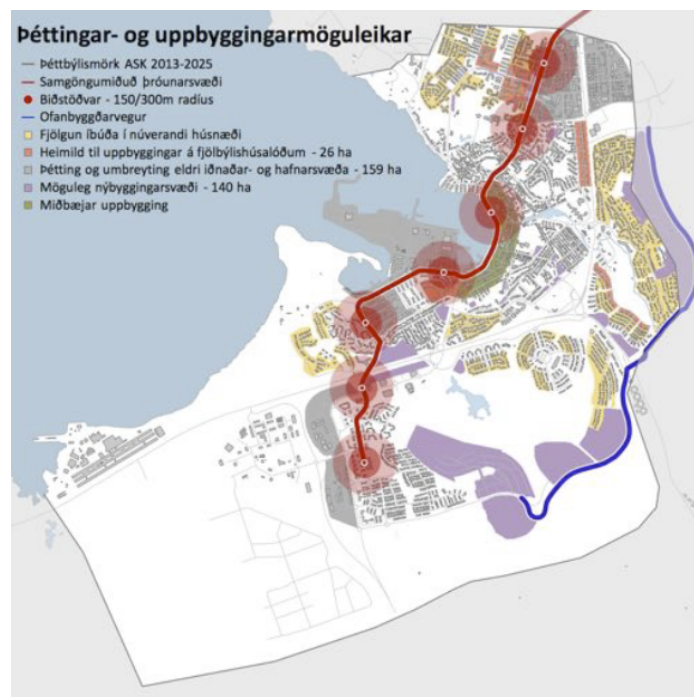 Þéttingar- og uppbyggingarmöguleikar
Þéttbýlismörk ASK 2013-2025
Samgöngumiðuð þróunarsvæði
Biðstöðvar - 150/300m radíus
Ofanbyggðarvegur
Fjölgun íbúða í núverandi húsnæði
Heimild til uppbyggingar á fjölbýlishúsalóðum - 26 ha
Þétting og umbreyting eldri iðnaðar- og hafnarsvæða - 159 ha
Möguleg nýbyggingarsvæði - 140 ha
Miðbæjar uppbygging